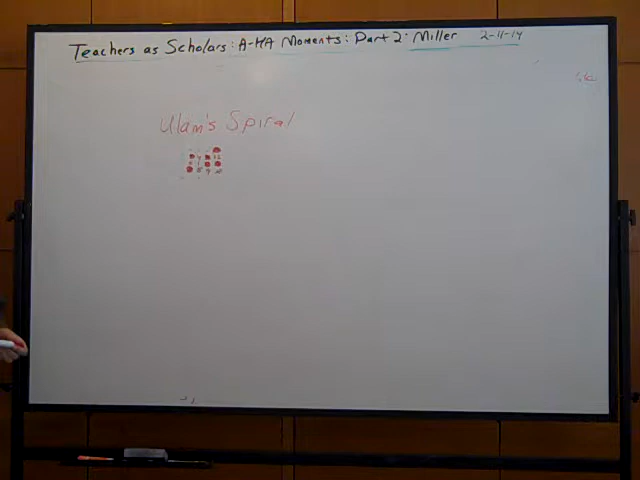 Teachers as Scholars: A-HA Moments: Part 2: Miller 2-11-14
Ulam's Spiral